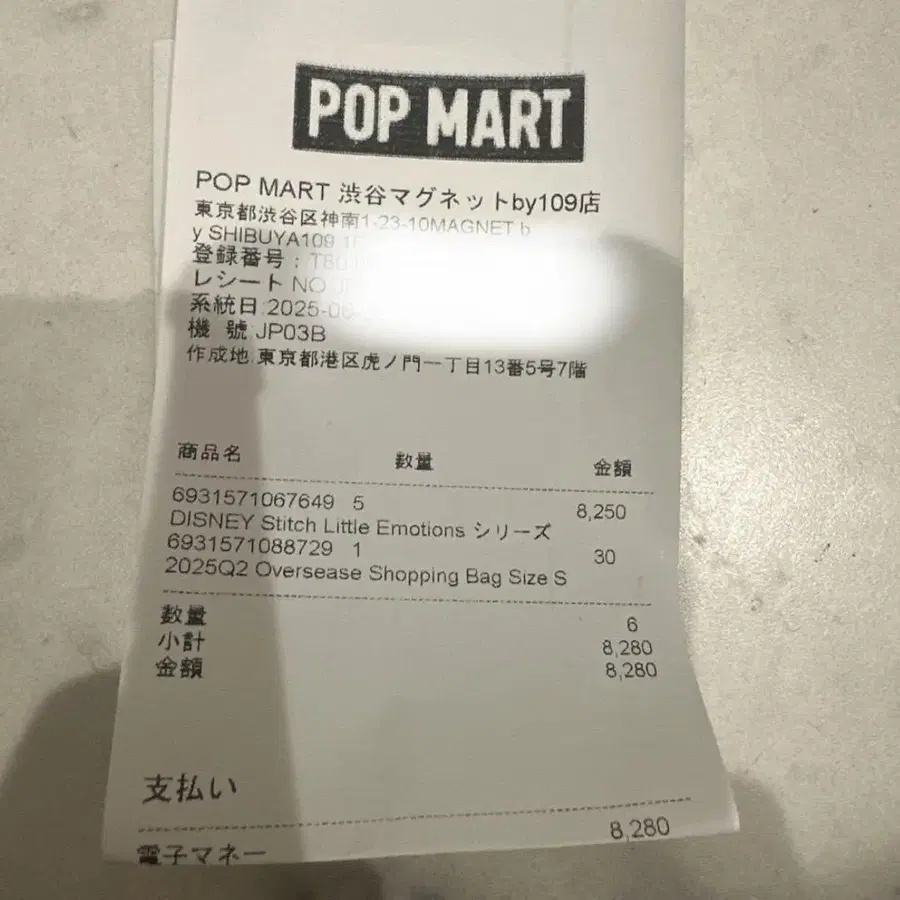 POP MART
POP MART 渋谷マグネットby109店
東京都渋谷区神南1-23-10MAGNET b
y SHIBUYA109
登録番号:
レシート NO
系統日:2025-06
機 號:JP03B
作成地:東京都港区虎ノ門一丁目13番5号7階
商品名 数量 金額
6931571067649 5 8,250
DISNEY Stitch Little Emotions シリーズ
6931571088729 1 30
2025Q2 Oversease Shopping Bag Size S
数量 6
小計 8,280
金額 8,280
支払い
電子マネー 8,280